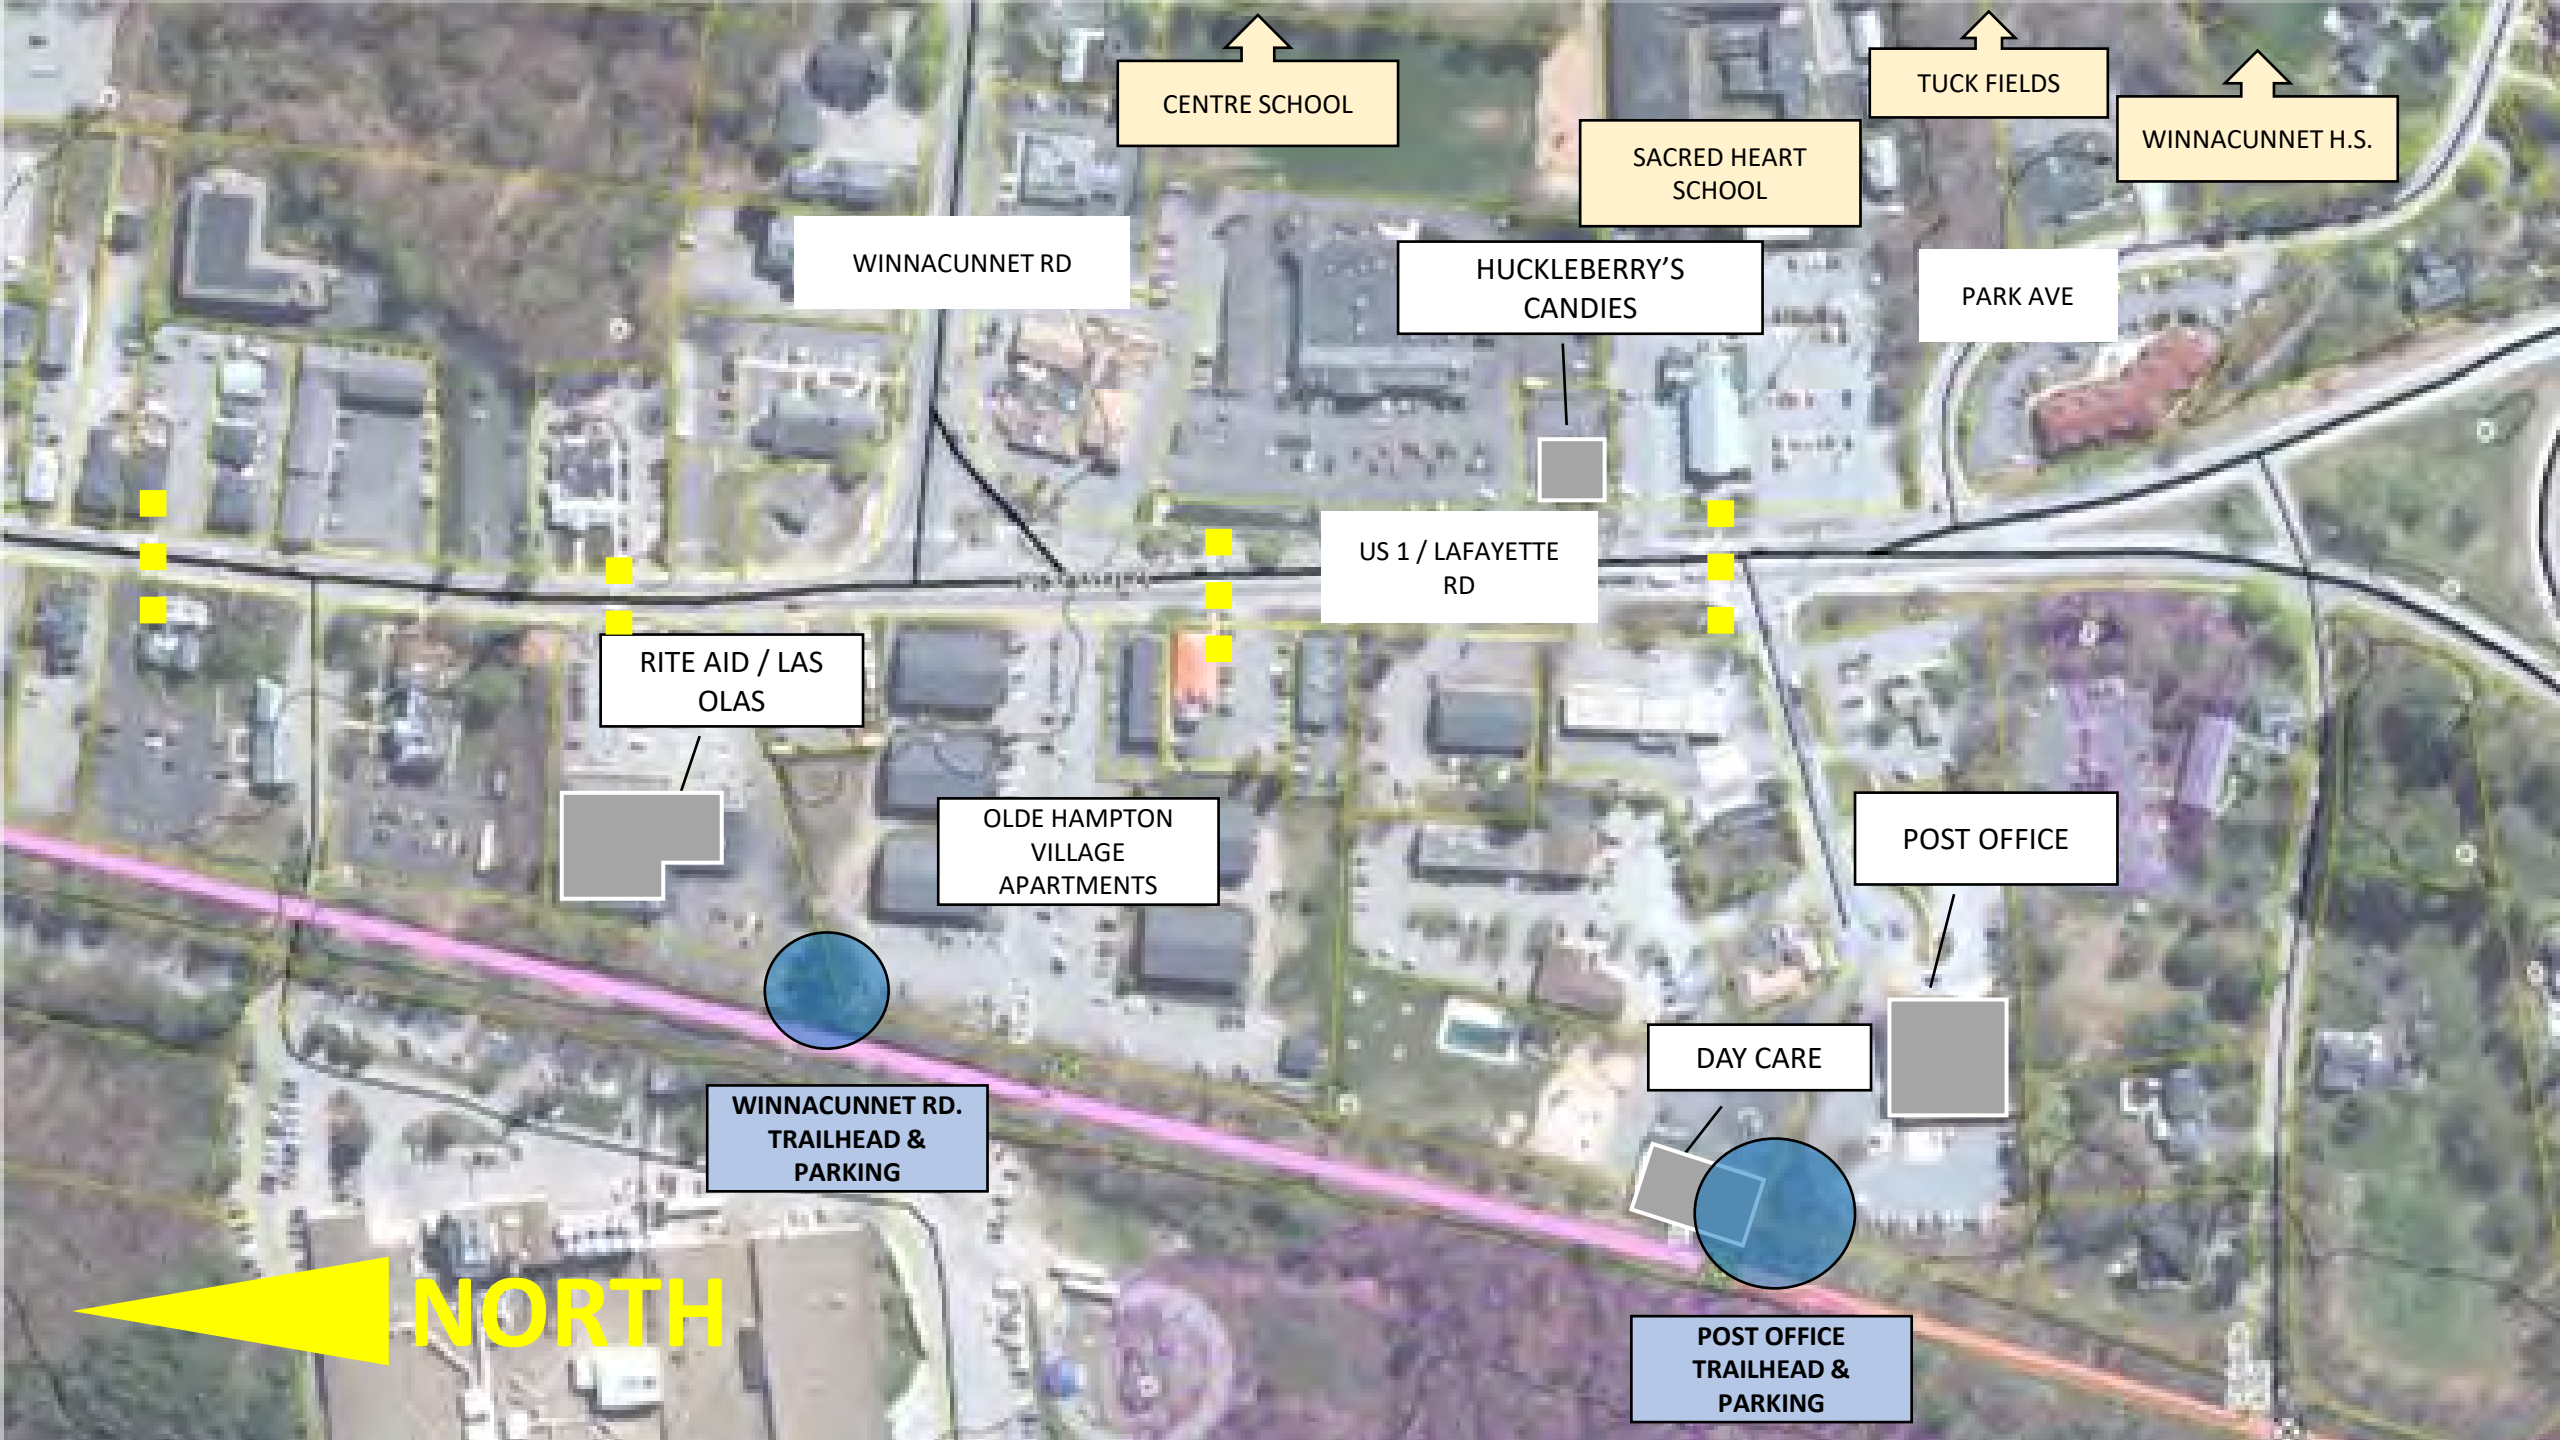 CENTRE SCHOOL
TUCK FIELDS
WINNACUNNET H.S.
SACRED HEART
SCHOOL
WINNACUNNET RD
HUCKLEBERRY’S
CANDIES
PARK AVE
US 1 / LAFAYETTE
RD
RITE AID / LAS
OLAS
OLDE HAMPTON
VILLAGE
APARTMENTS
POST OFFICE
DAY CARE
WINNACUNNET RD.
TRAILHEAD &
PARKING
NORTH
POST OFFICE
TRAILHEAD &
PARKING